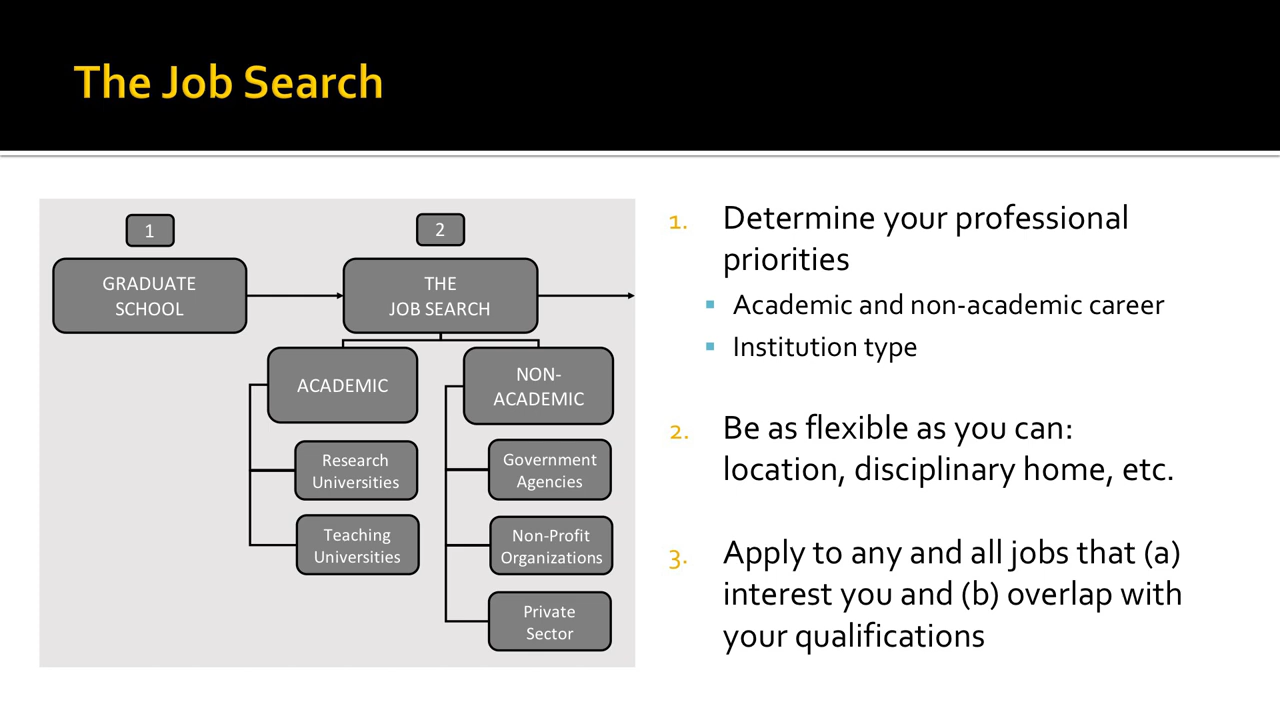 The Job Search
1
2
GRADUATE
SCHOOL
THE
JOB SEARCH
ACADEMIC
NON-
ACADEMIC
Research
Universities
Government
Agencies
Teaching
Universities
Non-Profit
Organizations
Private
Sector
1. Determine your professional
priorities
Academic and non-academic career
Institution type
2. Be as flexible as you can:
location, disciplinary home, etc.
3. Apply to any and all jobs that (a)
interest you and (b) overlap with
your qualifications